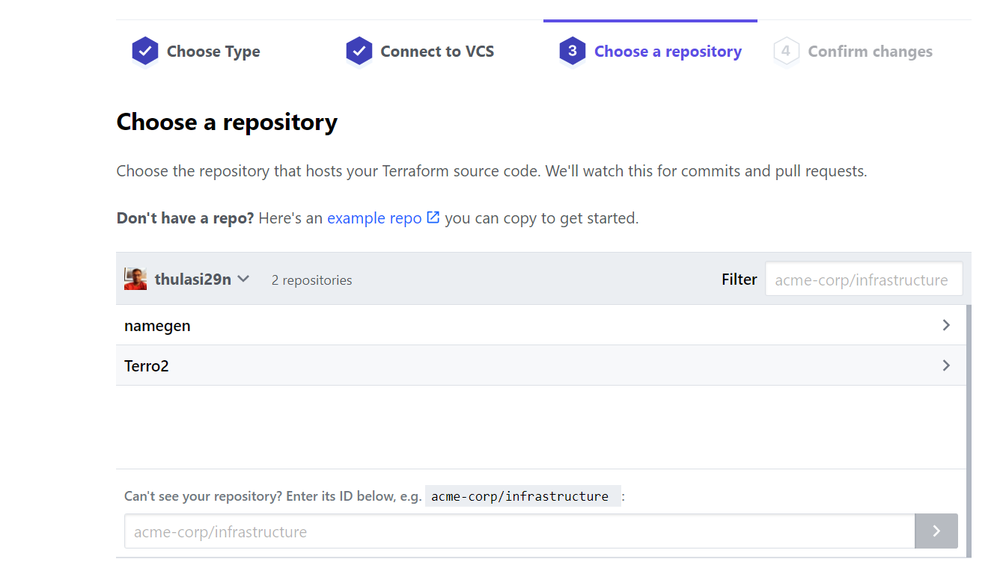 Choose Type
Connect to VCS
3 Choose a repository
4 Confirm changes
Choose a repository
Choose the repository that hosts your Terraform source code. We'll watch this for commits and pull requests.
Don't have a repo? Here's an example repo you can copy to get started.
thulasi29n 2 repositories Filter acme-corp/infrastructure
namegen
Terro2
Can't see your repository? Enter its ID below, e.g. acme-corp/infrastructure :
acme-corp/infrastructure